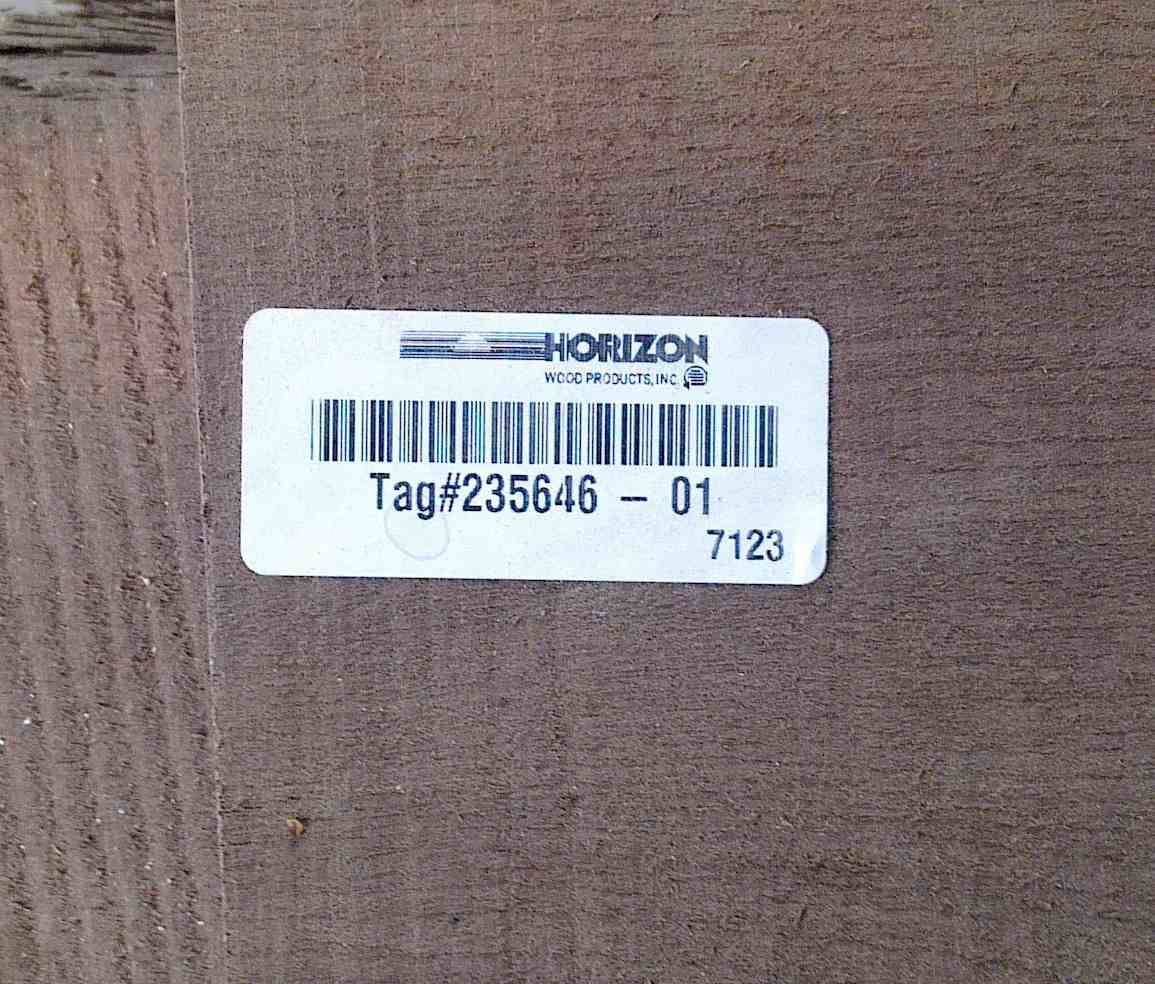 HORIZON
WOOD PRODUCTS, INC.
Tag#235646 – 01
7123